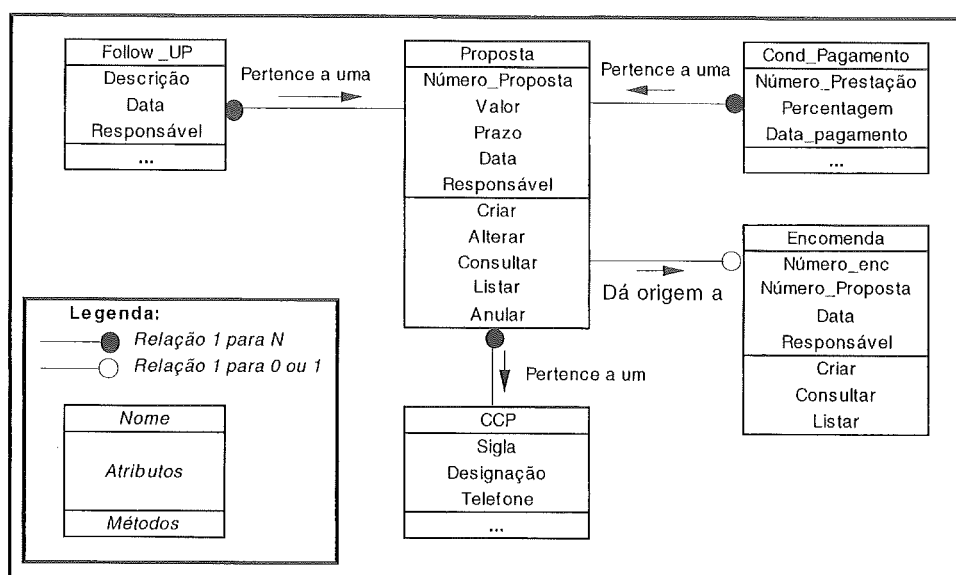 Follow_UP
Descrição
Data
Responsável
...
Pertence a uma
Proposta
Número_Proposta
Valor
Prazo
Data
Responsável
Criar
Alterar
Consultar
Listar
Anular
Pertence a uma
Cond_Pagamento
Número_Prestação
Percentagem
Data_pagamento
...
Dá origem a
Encomenda
Número_enc
Número_Proposta
Data
Responsável
Criar
Consultar
Listar
Pertence a um
CCP
Sigla
Designação
Telefone
...
Legenda:
Relação 1 para N
Relação 1 para 0 ou 1
Nome
Atributos
Métodos